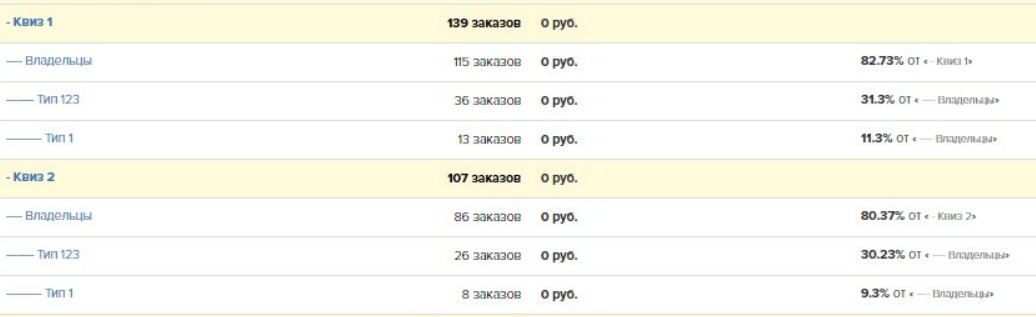 - Квиз 1 139 заказов 0 руб.
---- Владельцы 115 заказов 0 руб. 82.73% от « - Квиз 1»
------- Тип 123 36 заказов 0 руб. 31.3% от « ---- Владельцы»
--------- Тип 1 13 заказов 0 руб. 11.3% от « ---- Владельцы»
- Квиз 2 107 заказов 0 руб.
---- Владельцы 86 заказов 0 руб. 80.37% от « - Квиз 2»
------- Тип 123 26 заказов 0 руб. 30.23% от « ---- Владельцы»
--------- Тип 1 8 заказов 0 руб. 9.3% от « ---- Владельцы»